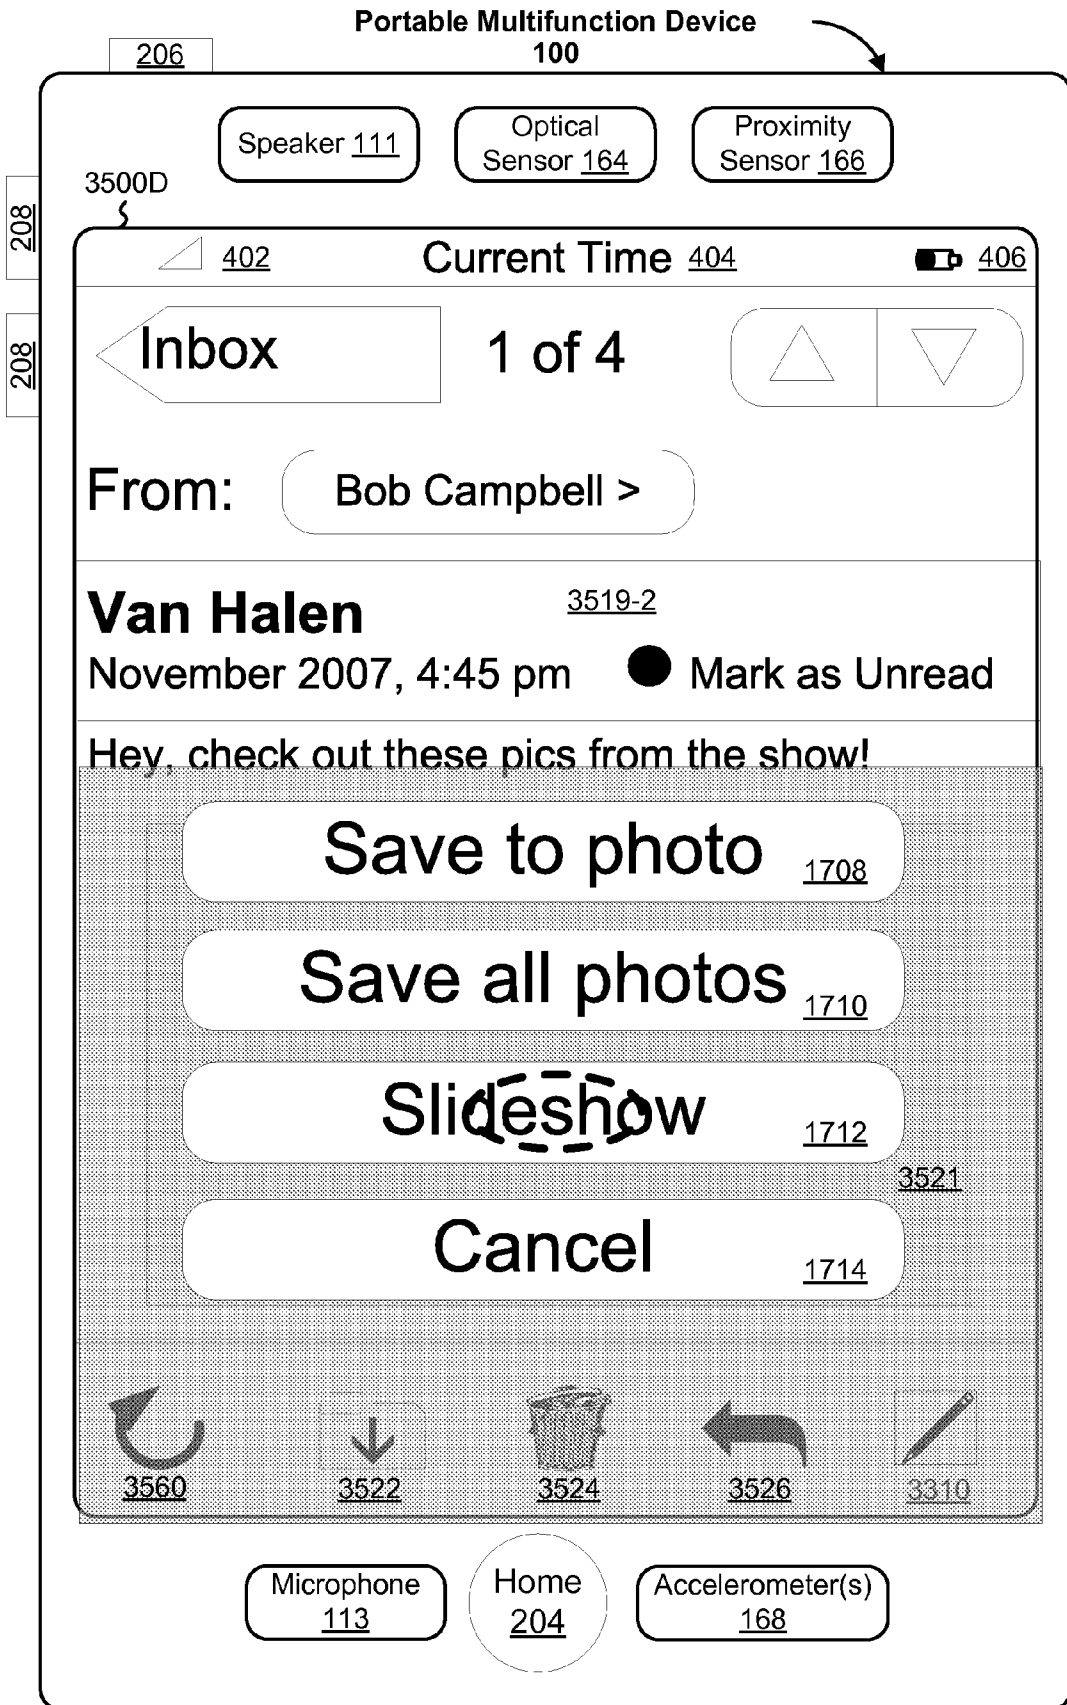 Portable Multifunction Device
100
206
Speaker 111
Optical
Sensor 164
Proximity
Sensor 166
3500D
208
402
Current Time 404
406
208
Inbox
1 of 4
From:
Bob Campbell >
Van Halen
3519-2
November 2007, 4:45 pm
Mark as Unread
Hey, check out these pics from the show!
Save to photo 1708
Save all photos 1710
Slideshow 1712
3521
Cancel 1714
3560
3522
3524
3526
3310
Microphone
113
Home
204
Accelerometer(s)
168